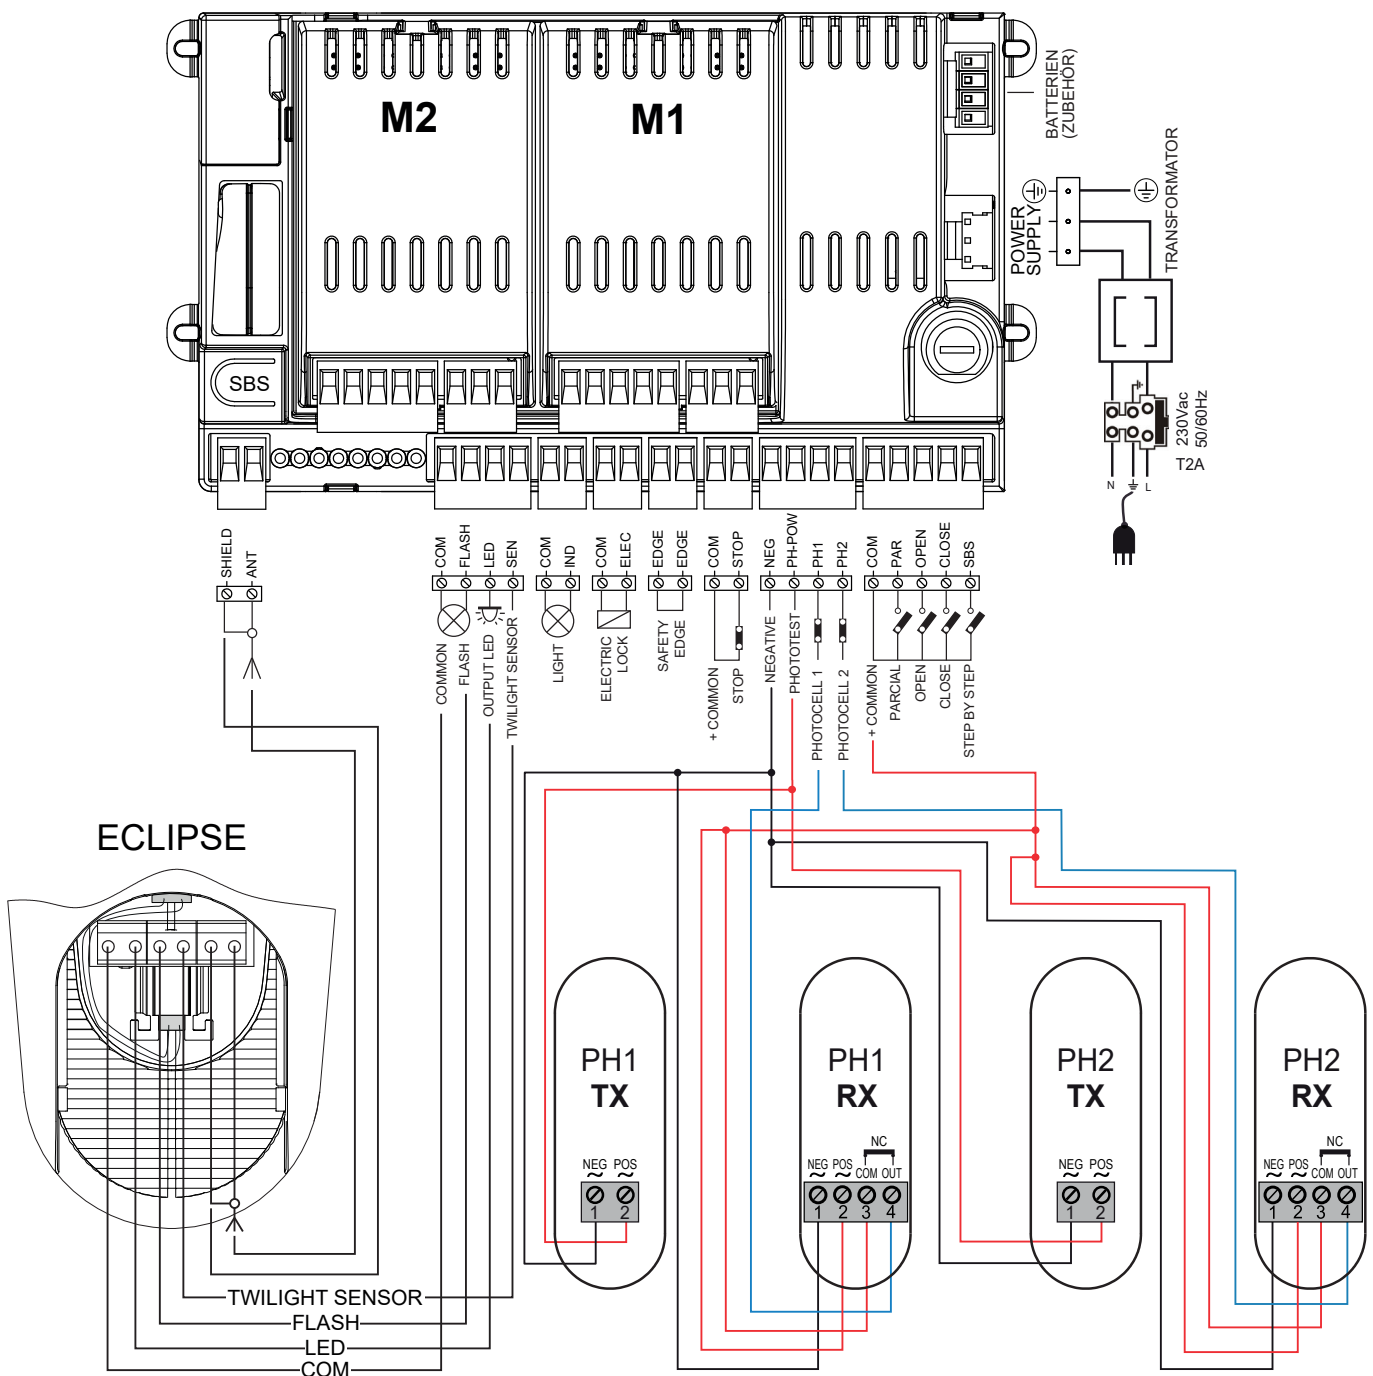 M2
M1
BATTERIEN
(ZUBEHÖR)
POWER
SUPPLY
TRANSFORMATOR
SBS
230Vac
50/60Hz
T2A
N
L
SHIELD
ANT
COM
FLASH
LED
SEN
COM
IND
COM
ELEC
EDGE
EDGE
COM
STOP
NEG
PH-POW
PH1
PH2
COM
PAR
OPEN
CLOSE
SBS
COMMON
FLASH
OUTPUT LED
TWILIGHT SENSOR
LIGHT
ELECTRIC
LOCK
SAFETY
EDGE
+ COMMON
STOP
NEGATIVE
PHOTOTEST
PHOTOCELL 1
PHOTOCELL 2
+ COMMON
PARCIAL
OPEN
CLOSE
STEP BY STEP
ECLIPSE
PH1
TX
NEG POS
~ ~
1 2
PH1
RX
NC
NEG POS COM OUT
~ ~
1 2 3 4
PH2
TX
NEG POS
~ ~
1 2
PH2
RX
NC
NEG POS COM OUT
~ ~
1 2 3 4
TWILIGHT SENSOR
FLASH
LED
COM